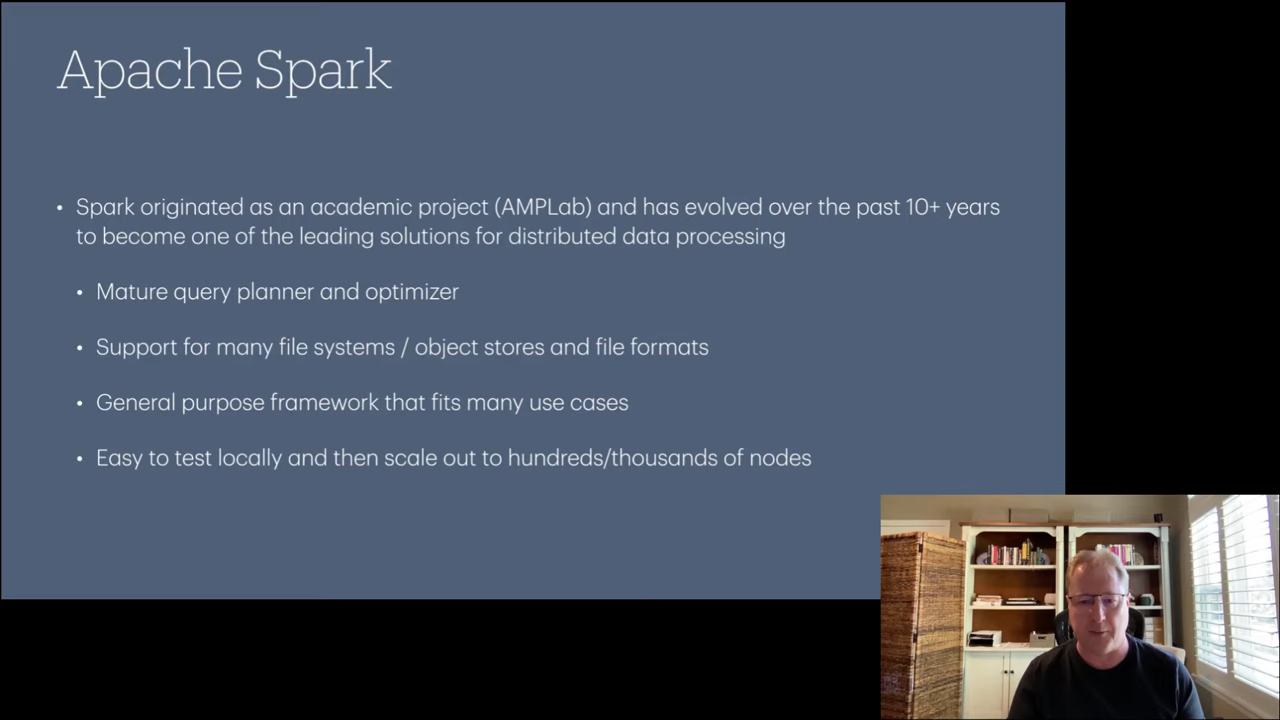 Apache Spark
• Spark originated as an academic project (AMPLab) and has evolved over the past 10+ years
to become one of the leading solutions for distributed data processing
• Mature query planner and optimizer
• Support for many file systems / object stores and file formats
• General purpose framework that fits many use cases
• Easy to test locally and then scale out to hundreds/thousands of nodes